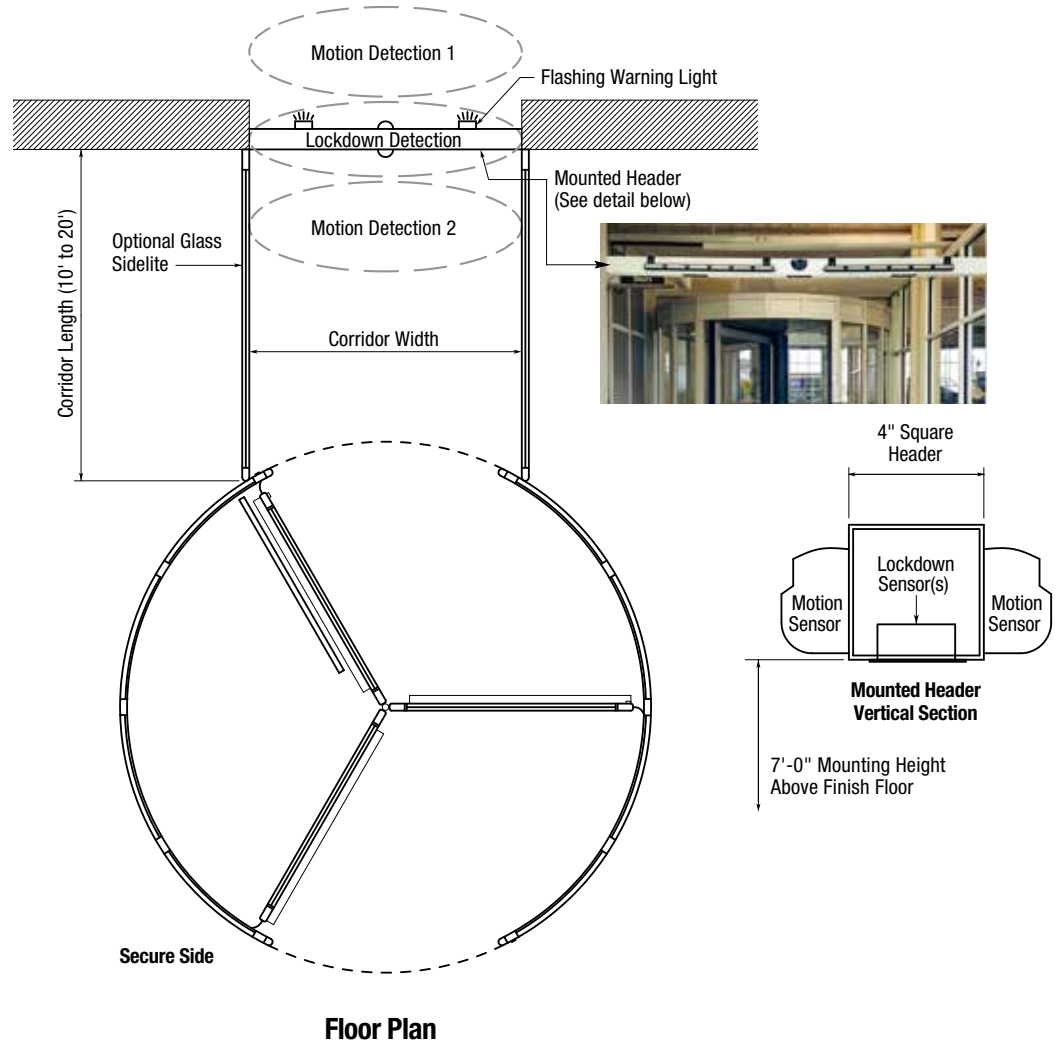 Motion Detection 1
Flashing Warning Light
Lockdown Detection
Mounted Header
(See detail below)
Motion Detection 2
Optional Glass
Sidelite
Corridor Length (10' to 20')
Corridor Width
4" Square
Header
Lockdown
Sensor(s)
Motion
Sensor
Motion
Sensor
Mounted Header
Vertical Section
7'-0" Mounting Height
Above Finish Floor
Secure Side
Floor Plan